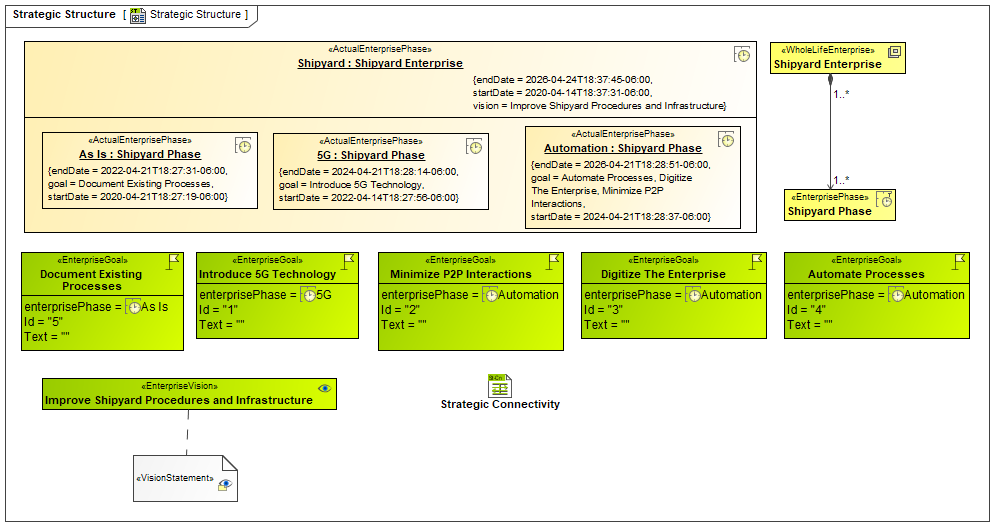 Strategic Structure [ Strategic Structure ]
«ActualEnterprisePhase»
Shipyard : Shipyard Enterprise
{endDate = 2026-04-24T18:37:45-06:00,
startDate = 2020-04-14T18:37:31-06:00,
vision = Improve Shipyard Procedures and Infrastructure}
«ActualEnterprisePhase»
As Is : Shipyard Phase
{endDate = 2022-04-21T18:27:31-06:00,
goal = Document Existing Processes,
startDate = 2020-04-21T18:27:19-06:00}
«ActualEnterprisePhase»
5G : Shipyard Phase
{endDate = 2024-04-21T18:28:14-06:00,
goal = Introduce 5G Technology,
startDate = 2022-04-14T18:27:56-06:00}
«ActualEnterprisePhase»
Automation : Shipyard Phase
{endDate = 2026-04-21T18:28:51-06:00,
goal = Automate Processes, Digitize
The Enterprise, Minimize P2P
Interactions,
startDate = 2024-04-21T18:28:37-06:00}
«WholeLifeEnterprise»
Shipyard Enterprise
1..*
1..*
«EnterprisePhase»
Shipyard Phase
«EnterpriseGoal»
Document Existing
Processes
enterprisePhase = As Is
Id = "5"
Text = ""
«EnterpriseGoal»
Introduce 5G Technology
enterprisePhase = 5G
Id = "1"
Text = ""
«EnterpriseGoal»
Minimize P2P Interactions
enterprisePhase = Automation
Id = "2"
Text = ""
«EnterpriseGoal»
Digitize The Enterprise
enterprisePhase = Automation
Id = "3"
Text = ""
«EnterpriseGoal»
Automate Processes
enterprisePhase = Automation
Id = "4"
Text = ""
«EnterpriseVision»
Improve Shipyard Procedures and Infrastructure
«VisionStatement»
St-Cn
Strategic Connectivity